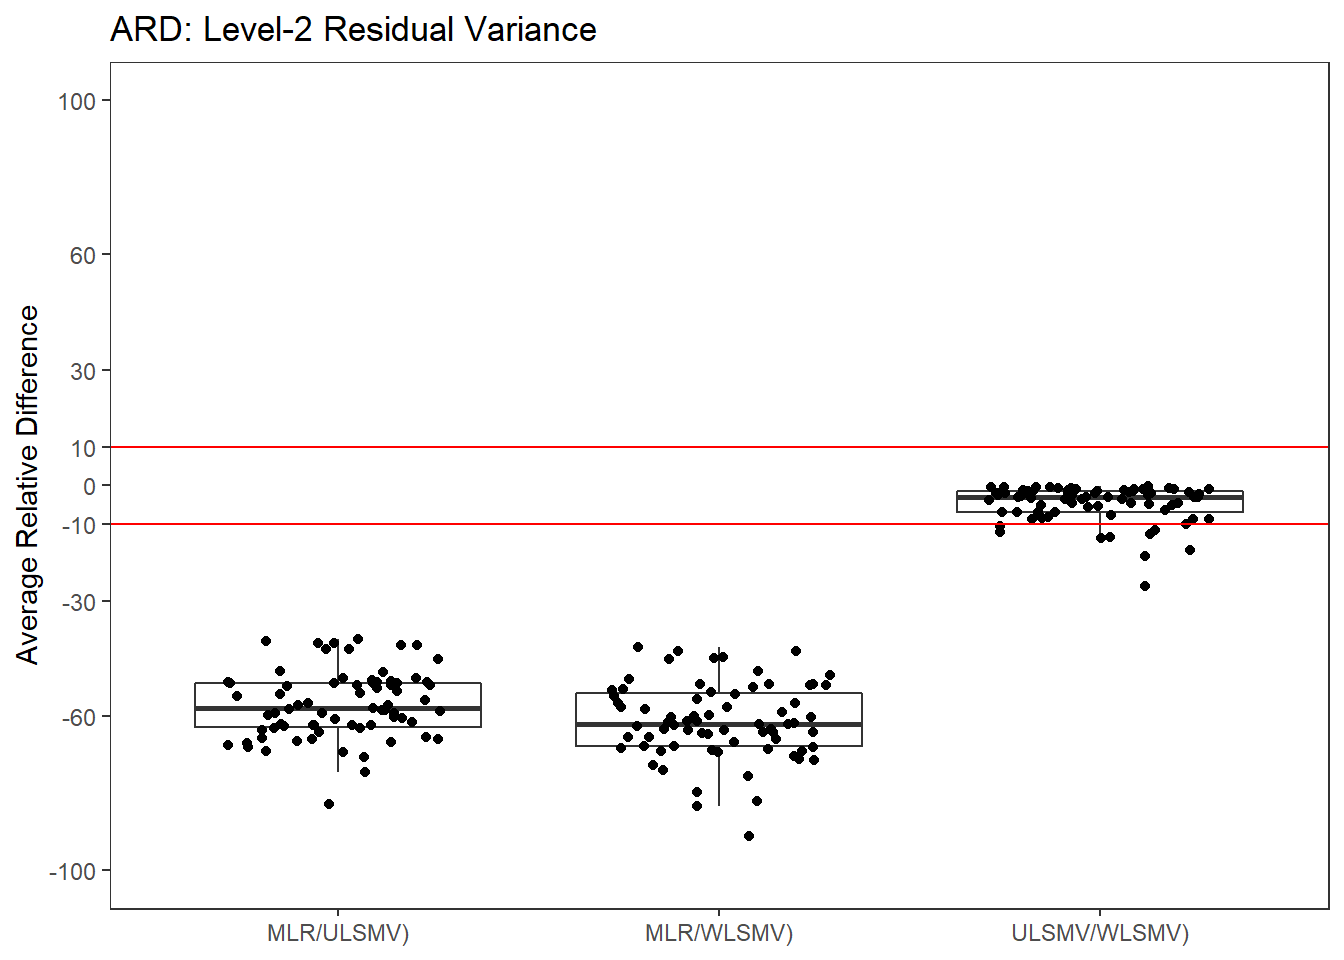 ARD: Level-2 Residual Variance
Average Relative Difference
100
60
30
10
0
-10
-30
-60
-100
MLR/ULSMV)
MLR/WLSMV)
ULSMV/WLSMV)